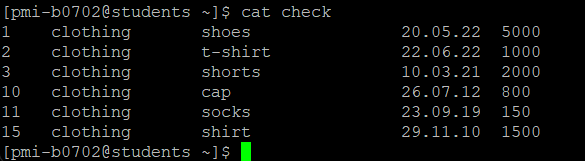 [pmi-b0702@students ~]$ cat check
1 clothing shoes 20.05.22 5000
2 clothing t-shirt 22.06.22 1000
3 clothing shorts 10.03.21 2000
10 clothing cap 26.07.12 800
11 clothing socks 23.09.19 150
15 clothing shirt 29.11.10 1500
[pmi-b0702@students ~]$